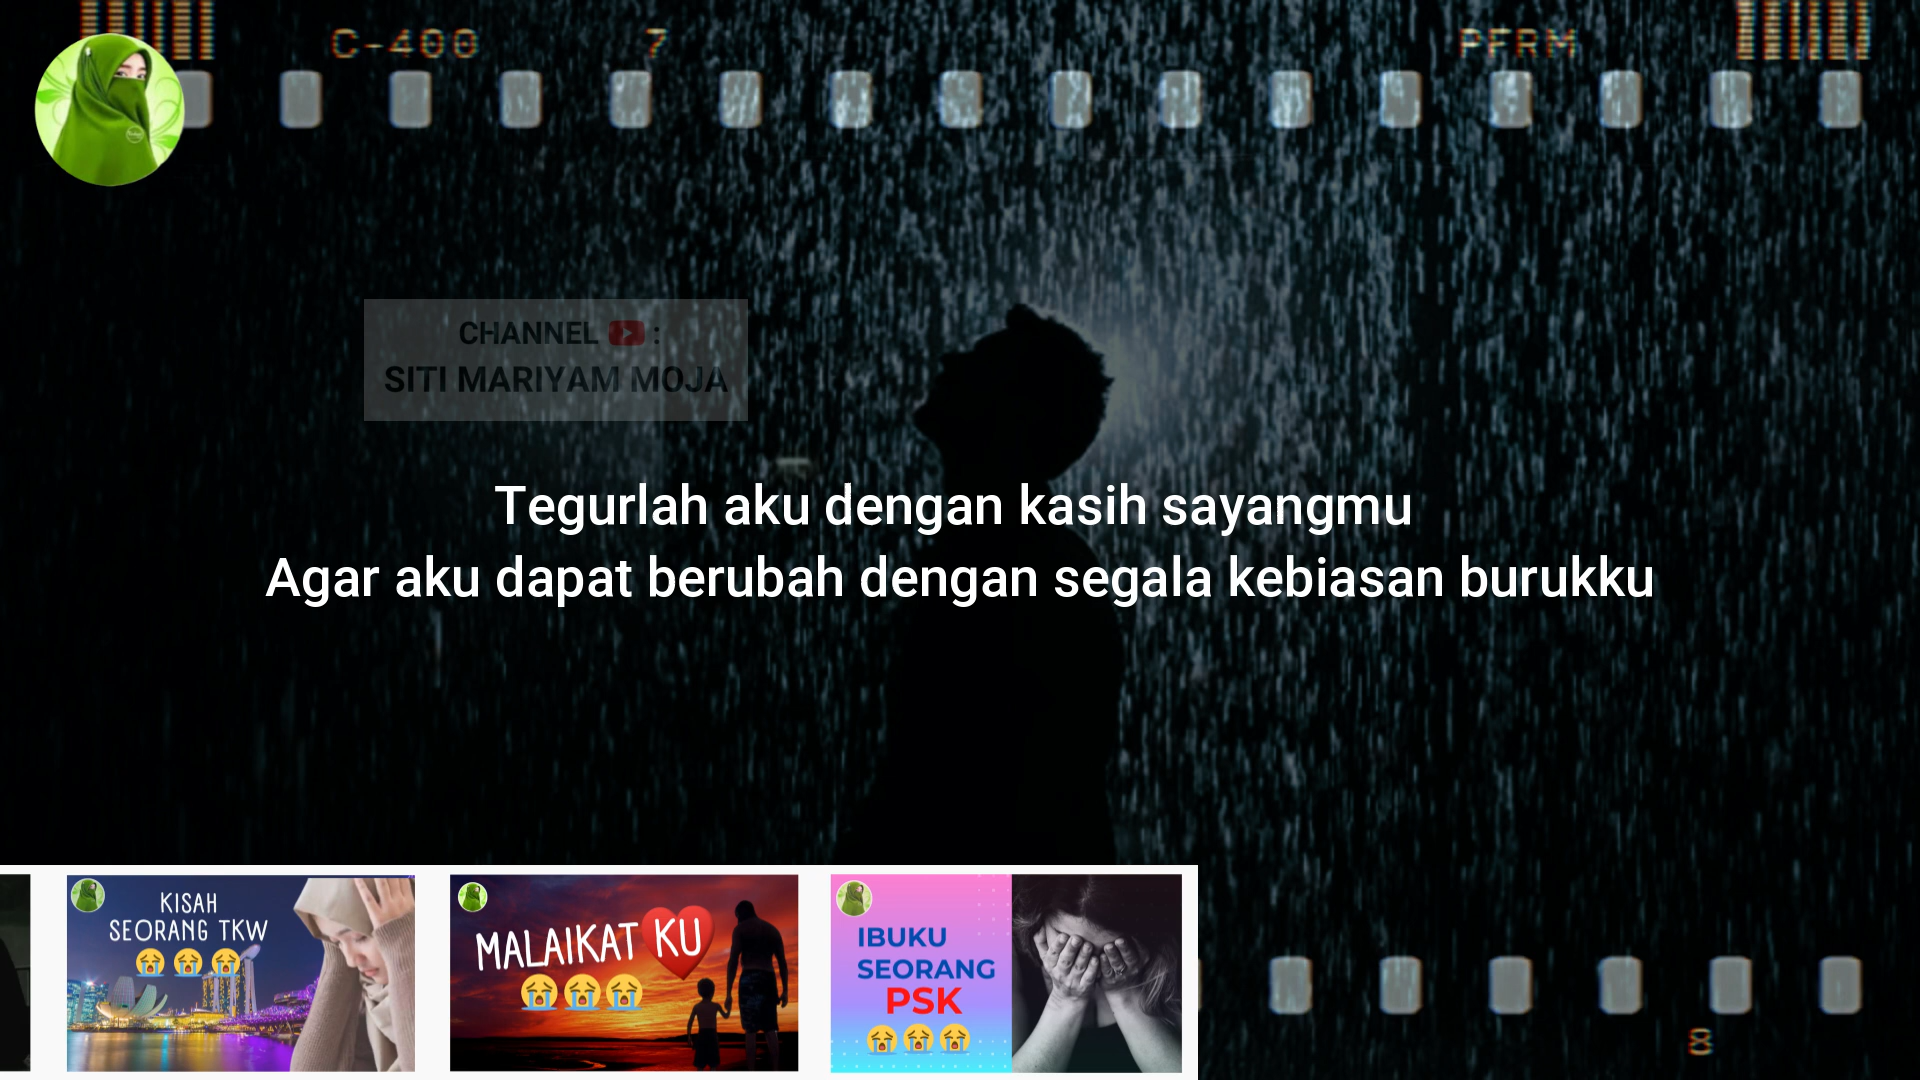 C-400 7 PFRM
CHANNEL :
SITI MARIYAM MOJA
Tegurlah aku dengan kasih sayangmu
Agar aku dapat berubah dengan segala kebiasan burukku
KISAH
SEORANG TKW
MALAIKAT KU
IBUKU
SEORANG
PSK
8